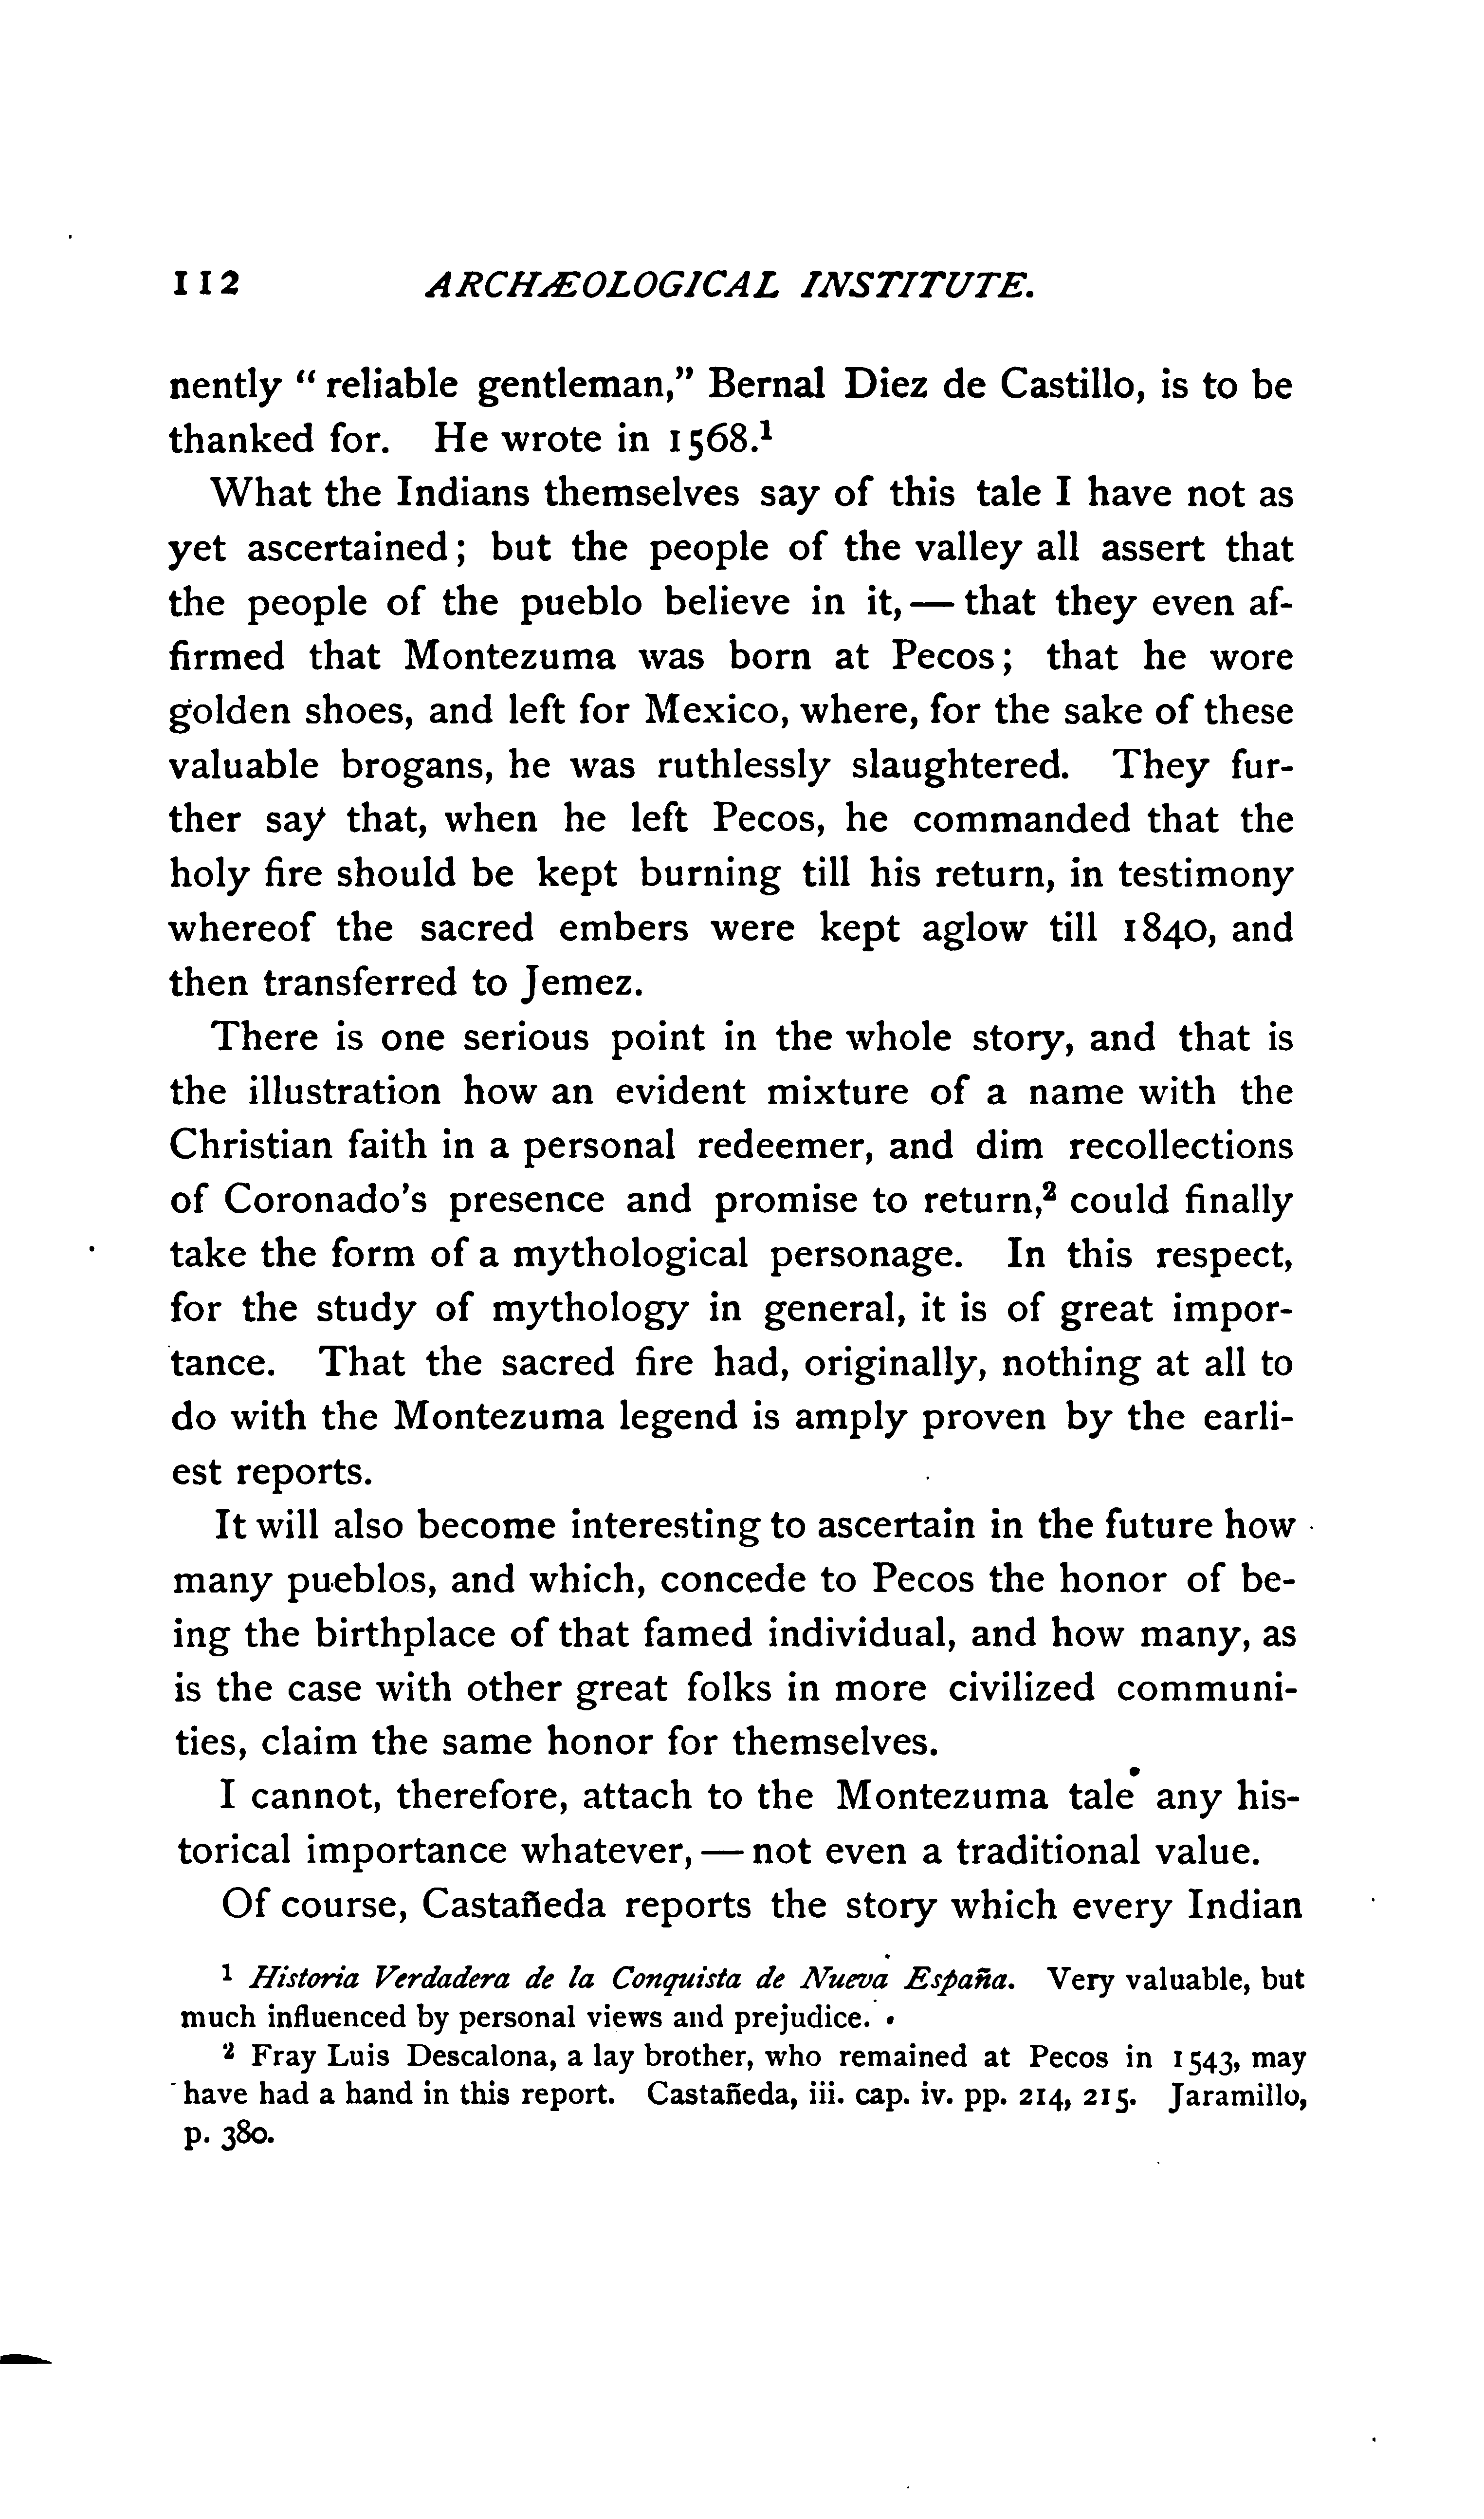 112 ARCHÆOLOGICAL INSTITUTE.
nently "reliable gentleman," Bernal Diez de Castillo, is to be
thanked for. He wrote in 1568.¹
What the Indians themselves say of this tale I have not as
yet ascertained; but the people of the valley all assert that
the people of the pueblo believe in it, — that they even af-
firmed that Montezuma was born at Pecos; that he wore
golden shoes, and left for Mexico, where, for the sake of these
valuable brogans, he was ruthlessly slaughtered. They fur-
ther say that, when he left Pecos, he commanded that the
holy fire should be kept burning till his return, in testimony
whereof the sacred embers were kept aglow till 1840, and
then transferred to Jemez.
There is one serious point in the whole story, and that is
the illustration how an evident mixture of a name with the
Christian faith in a personal redeemer, and dim recollections
of Coronado's presence and promise to return,² could finally
take the form of a mythological personage. In this respect,
for the study of mythology in general, it is of great impor-
tance. That the sacred fire had, originally, nothing at all to
do with the Montezuma legend is amply proven by the earli-
est reports.
It will also become interesting to ascertain in the future how
many pueblos, and which, concede to Pecos the honor of be-
ing the birthplace of that famed individual, and how many, as
is the case with other great folks in more civilized communi-
ties, claim the same honor for themselves.
I cannot, therefore, attach to the Montezuma tale any his-
torical importance whatever, — not even a traditional value.
Of course, Castañeda reports the story which every Indian
¹ Historia Verdadera de la Conquista de Nueva España. Very valuable, but
much influenced by personal views and prejudice.
² Fray Luis Descalona, a lay brother, who remained at Pecos in 1543, may
have had a hand in this report. Castañeda, iii. cap. iv. pp. 214, 215. Jaramillo,
p. 380.